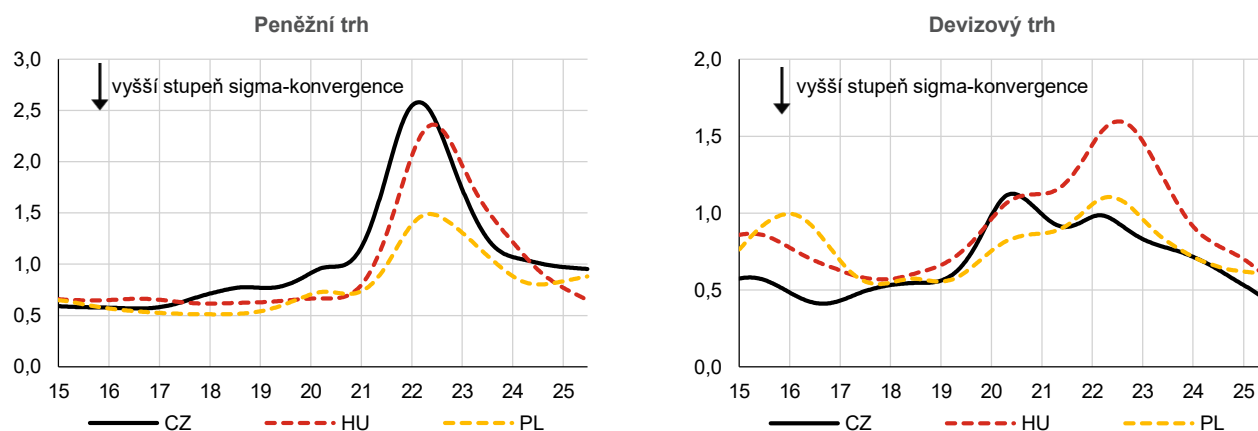 Peněžní trh
3,0
2,5
2,0
1,5
1,0
0,5
0,0
vyšší stupeň sigma-konvergence
15 16 17 18 19 20 21 22 23 24 25
CZ HU PL
Devizový trh
2,0
1,5
1,0
0,5
0,0
vyšší stupeň sigma-konvergence
15 16 17 18 19 20 21 22 23 24 25
CZ HU PL